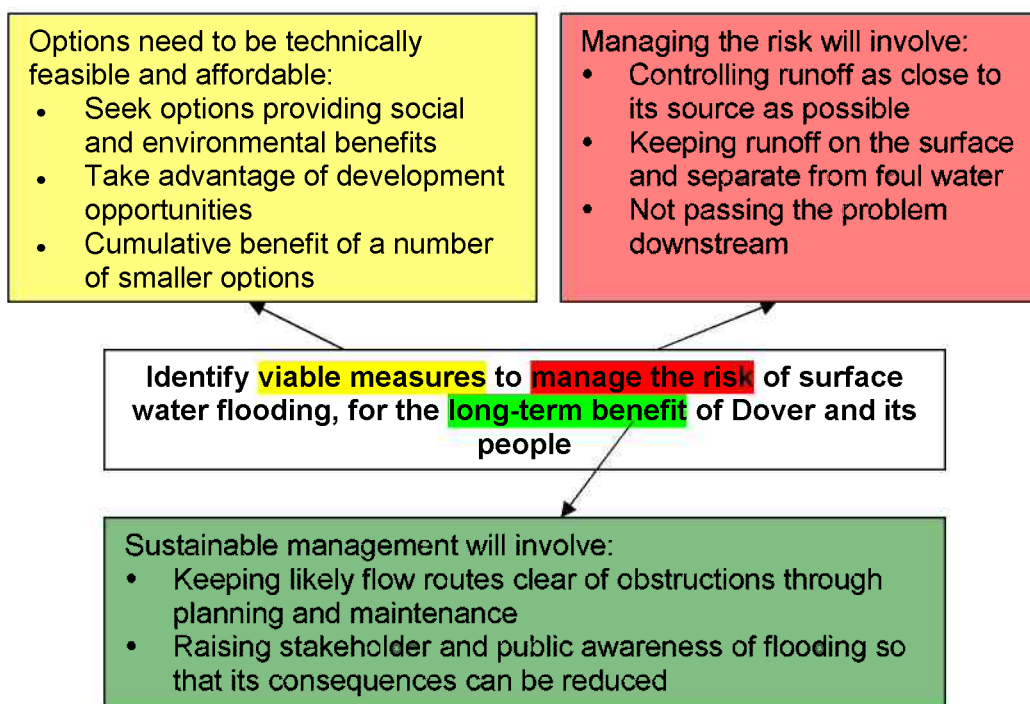 Options need to be technically
feasible and affordable:
• Seek options providing social
and environmental benefits
• Take advantage of development
opportunities
• Cumulative benefit of a number
of smaller options
Managing the risk will involve:
• Controlling runoff as close to
its source as possible
• Keeping runoff on the surface
and separate from foul water
• Not passing the problem
downstream
Identify viable measures to manage the risk of surface
water flooding, for the long-term benefit of Dover and its
people
Sustainable management will involve:
• Keeping likely flow routes clear of obstructions through
planning and maintenance
• Raising stakeholder and public awareness of flooding so
that its consequences can be reduced